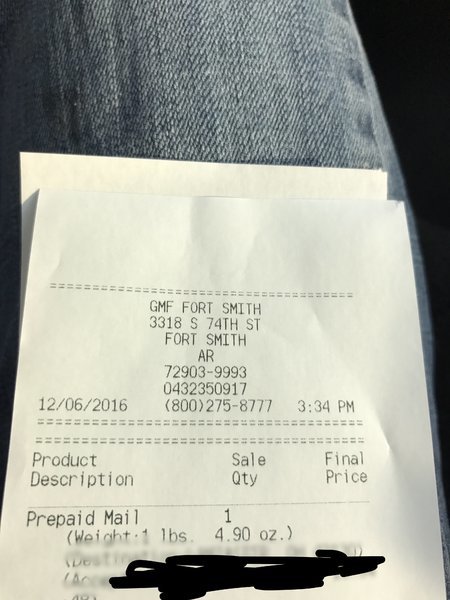 =================================
GMF FORT SMITH
3318 S 74TH ST
FORT SMITH
AR
72903-9993
0432350917
12/06/2016 (800)275-8777 3:34 PM
=================================
=================================
Product Sale Final
Description Qty Price
Prepaid Mail 1
(Weight:1 lbs. 4.90 oz.)